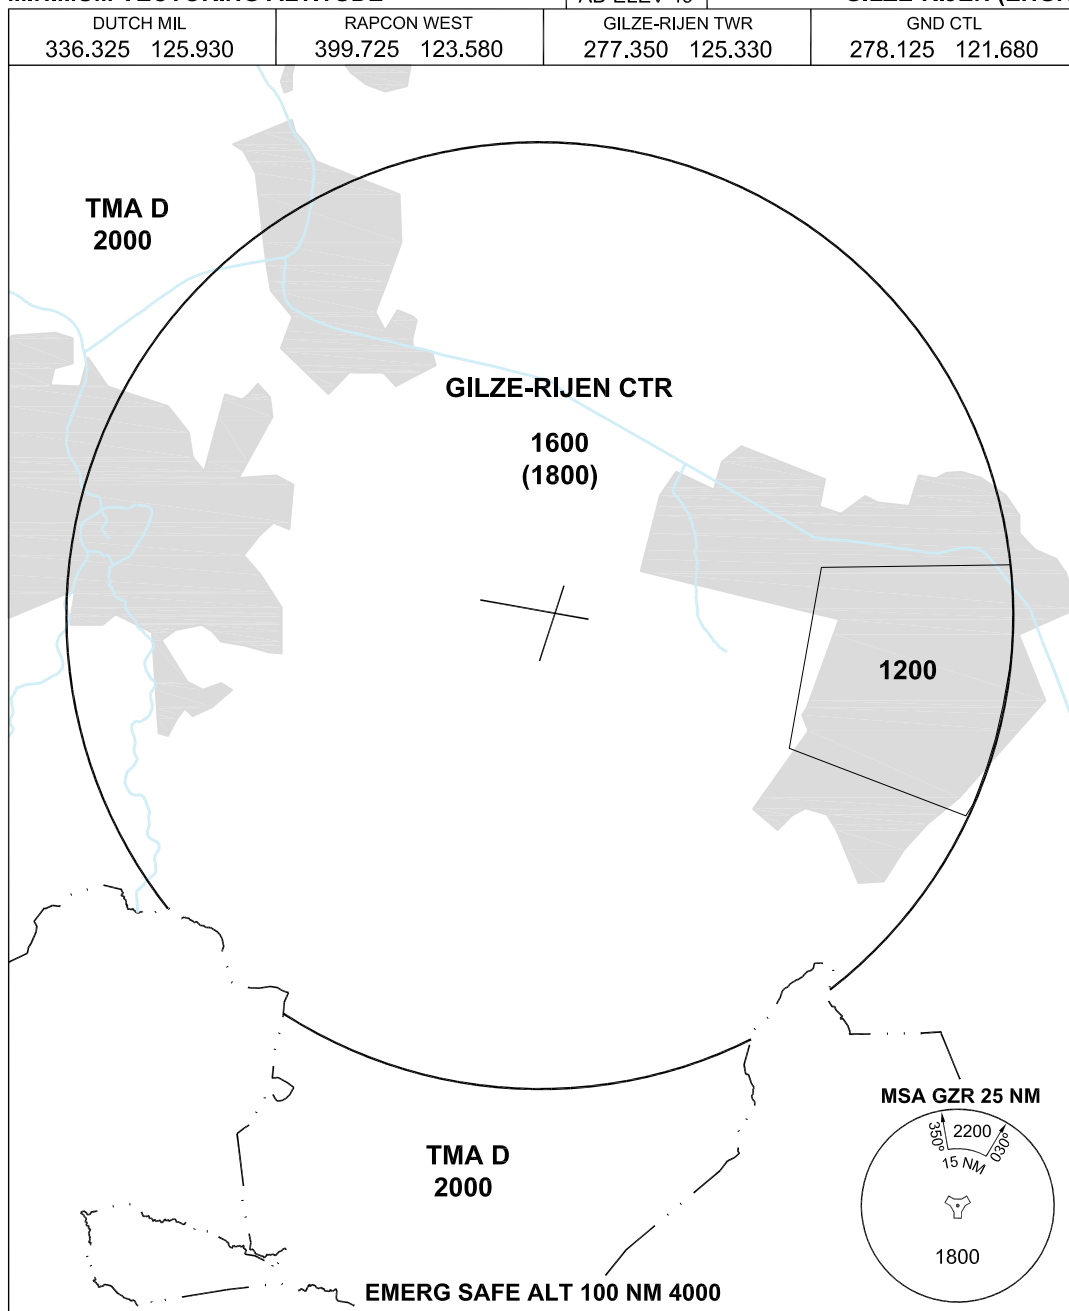 DUTCH MIL
336.325 125.930
RAPCON WEST
399.725 123.580
GILZE-RIJEN TWR
277.350 125.330
GND CTL
278.125 121.680
TMA D
2000
GILZE-RIJEN CTR
1600
(1800)
1200
MSA GZR 25 NM
350°
2200
030°
15 NM
1800
TMA D
2000
EMERG SAFE ALT 100 NM 4000